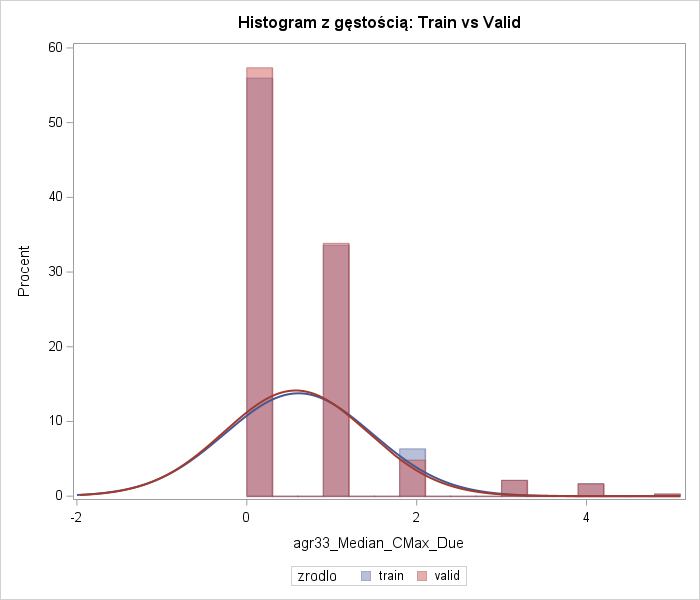 Histogram z gęstością: Train vs Valid
60
50
40
30
20
10
0
Procent
-2
0
2
4
agr33_Median_CMax_Due
zrodlo train valid